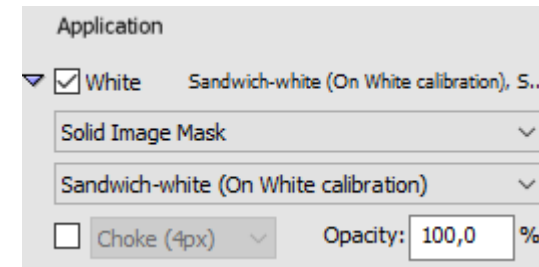 Application
White Sandwich-white (On White calibration), S..
Solid Image Mask
Sandwich-white (On White calibration)
Choke (4px) Opacity: 100,0 %